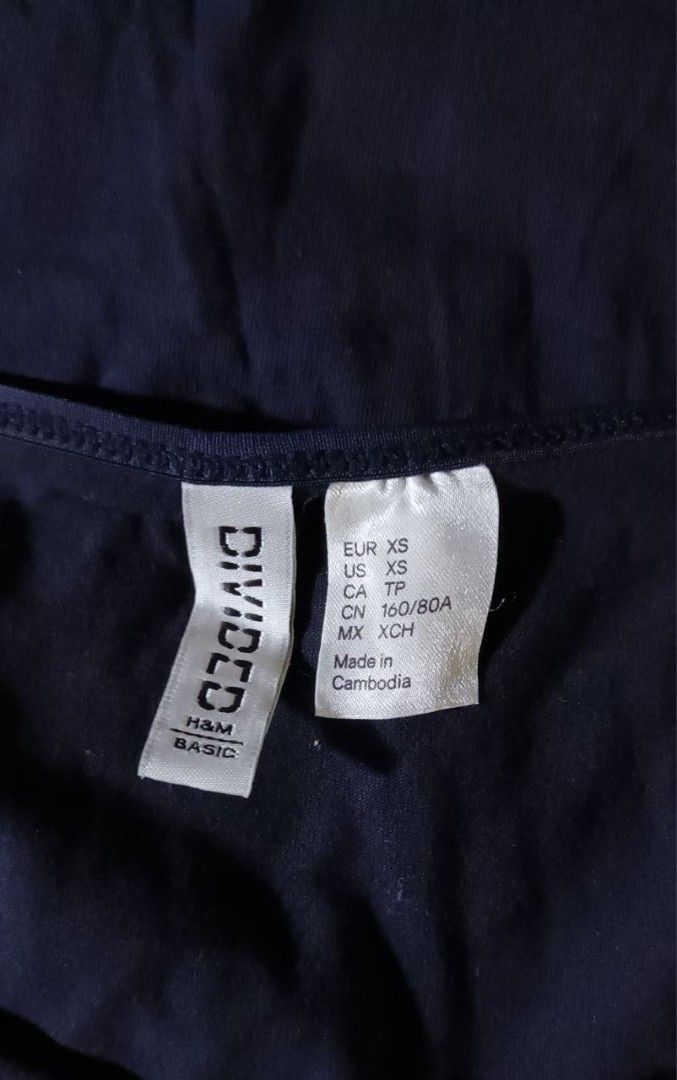 DIVIDED
H&M
BASIC
EUR XS
US XS
CA TP
CN 160/80A
MX XCH
Made in
Cambodia